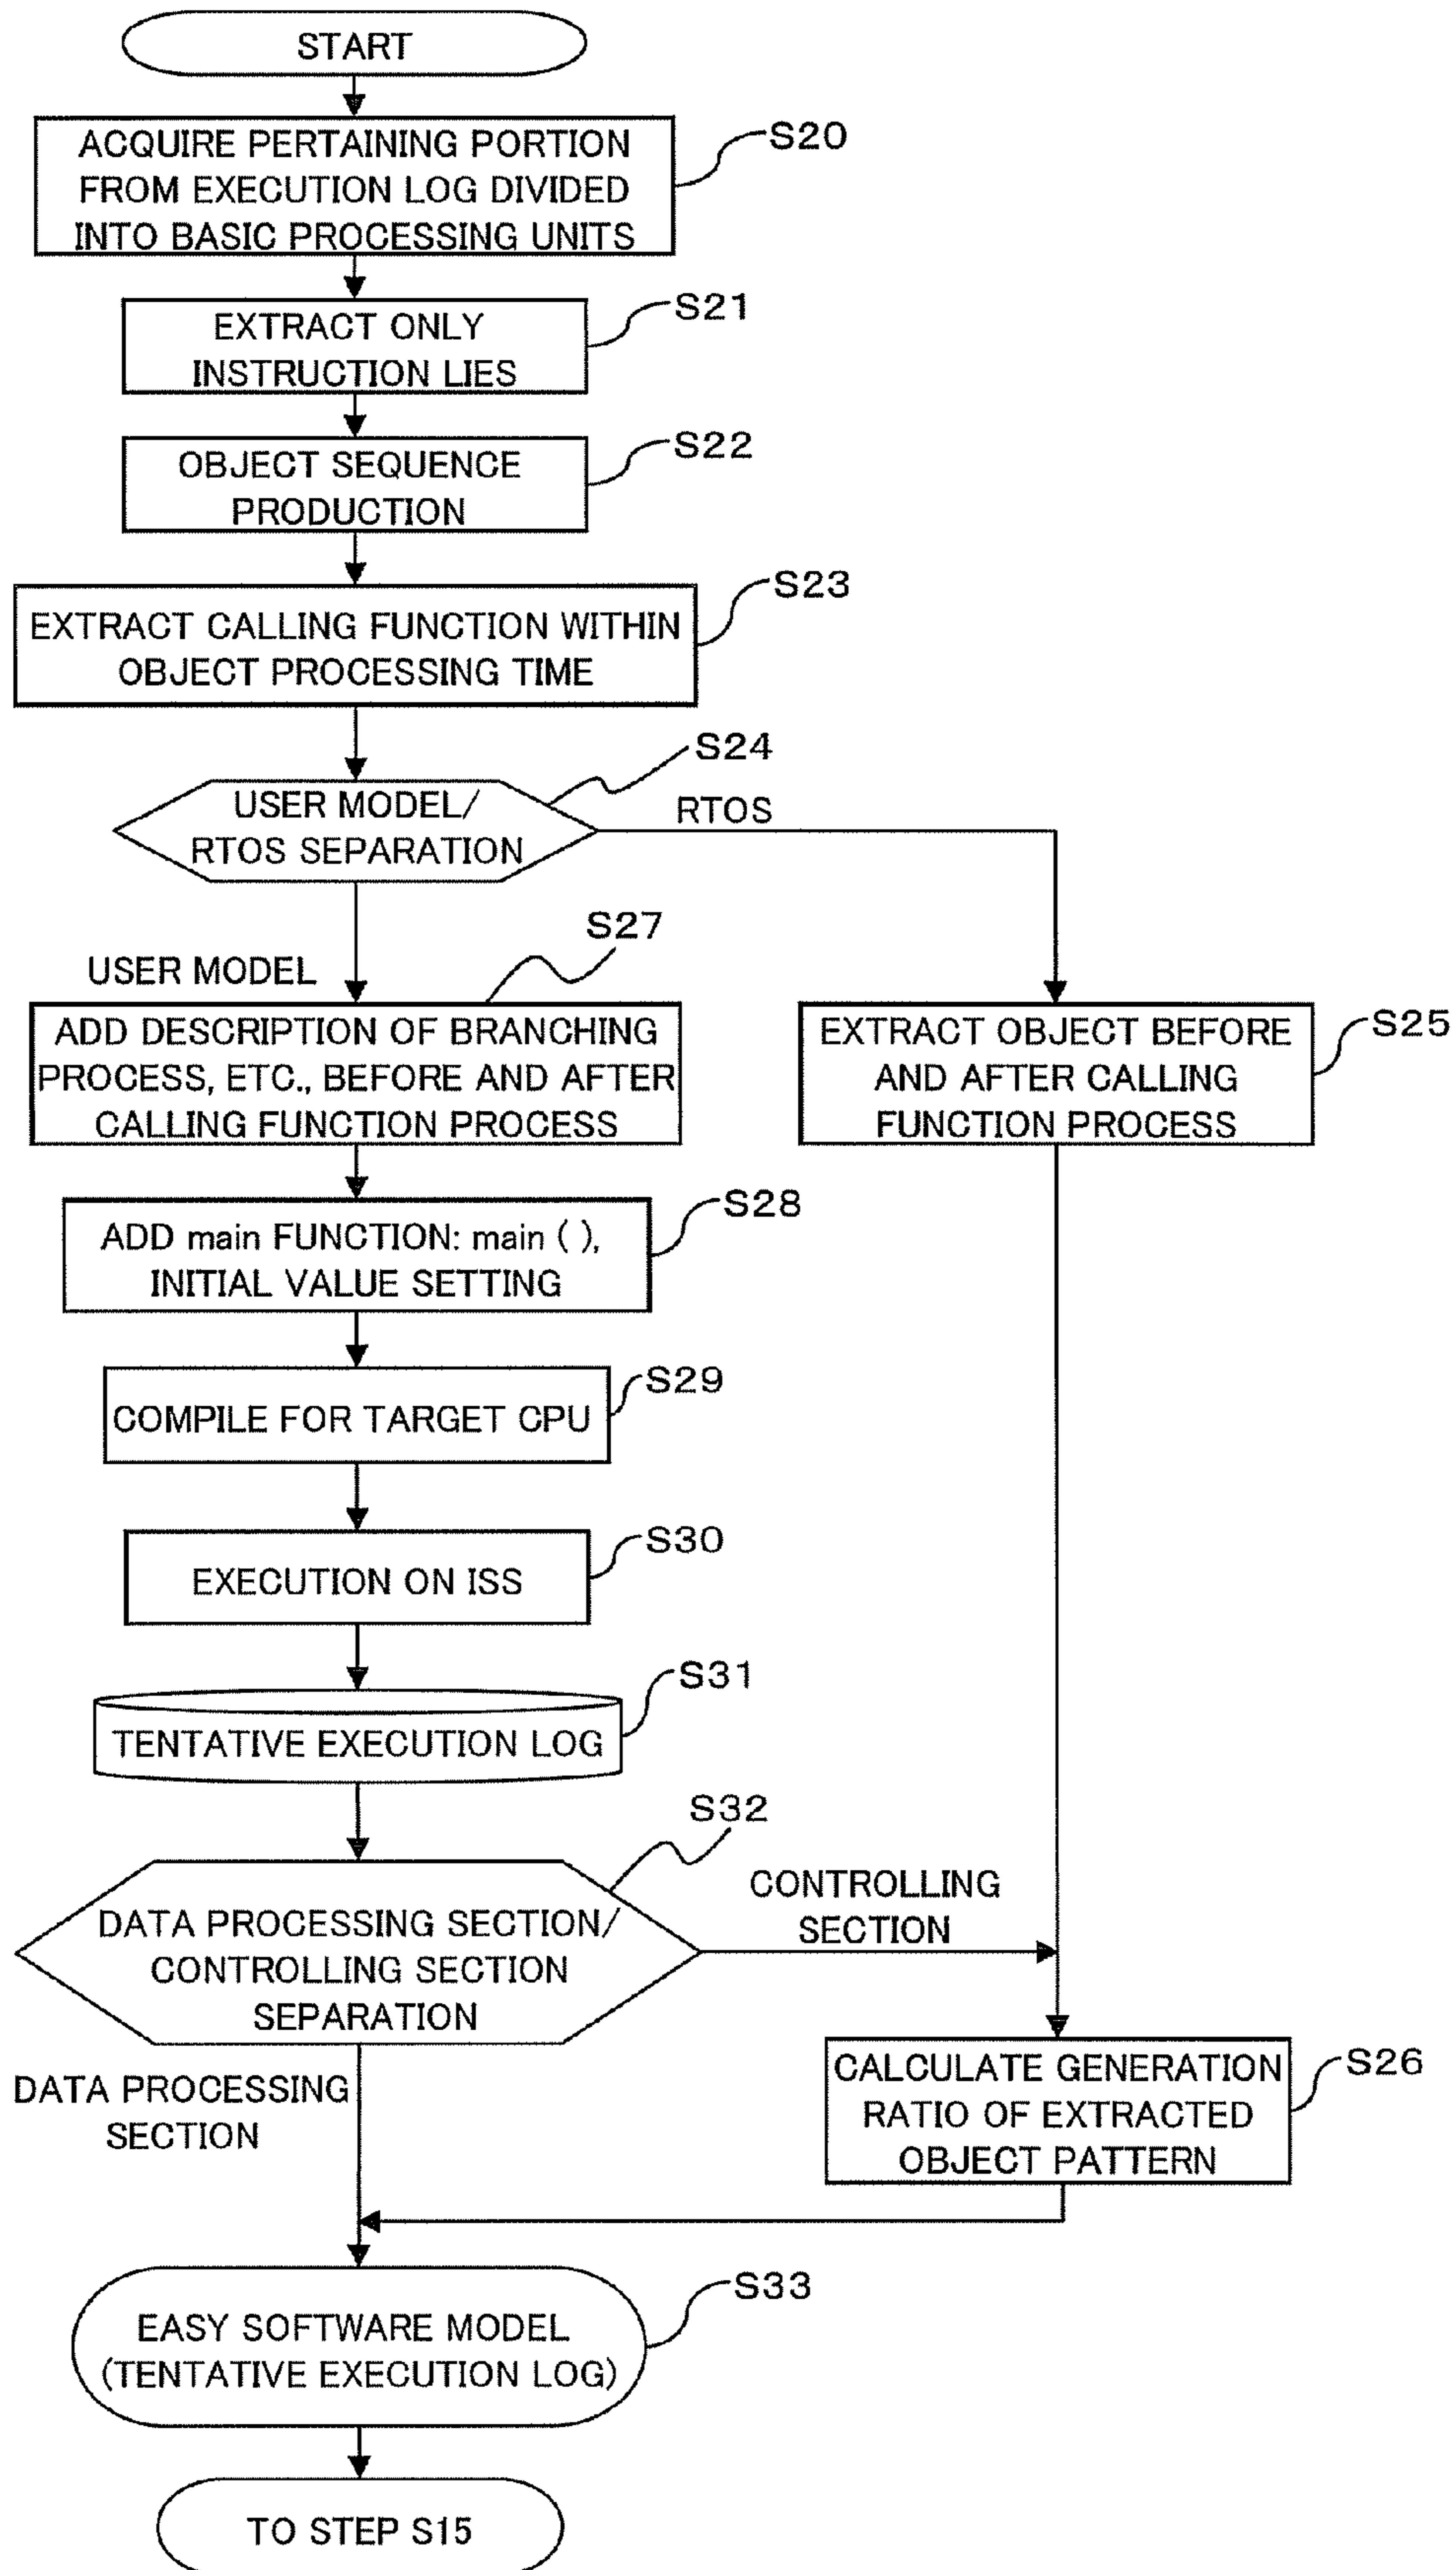 START
ACQUIRE PERTAINING PORTION
FROM EXECUTION LOG DIVIDED
INTO BASIC PROCESSING UNITS
S20
EXTRACT ONLY
INSTRUCTION LIES
S21
OBJECT SEQUENCE
PRODUCTION
S22
EXTRACT CALLING FUNCTION WITHIN
OBJECT PROCESSING TIME
S23
USER MODEL/
RTOS SEPARATION
S24
RTOS
USER MODEL
S27
ADD DESCRIPTION OF BRANCHING
PROCESS, ETC., BEFORE AND AFTER
CALLING FUNCTION PROCESS
EXTRACT OBJECT BEFORE
AND AFTER CALLING
FUNCTION PROCESS
S25
ADD main FUNCTION: main ( ),
INITIAL VALUE SETTING
S28
COMPILE FOR TARGET CPU
S29
EXECUTION ON ISS
S30
TENTATIVE EXECUTION LOG
S31
DATA PROCESSING SECTION/
CONTROLLING SECTION
SEPARATION
S32
CONTROLLING
SECTION
DATA PROCESSING
SECTION
CALCULATE GENERATION
RATIO OF EXTRACTED
OBJECT PATTERN
S26
EASY SOFTWARE MODEL
(TENTATIVE EXECUTION LOG)
S33
TO STEP S15